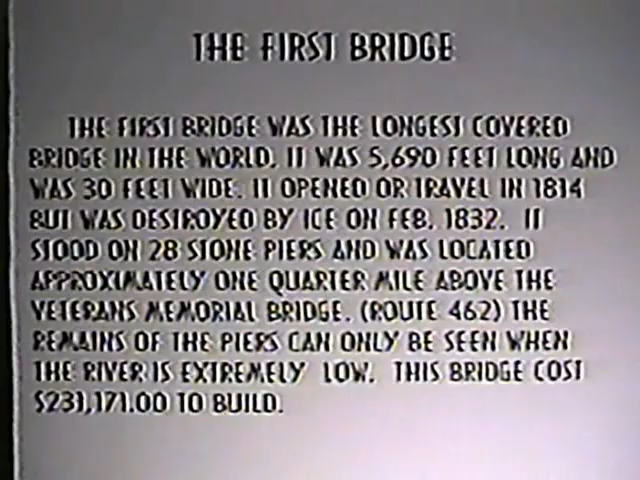 THE FIRST BRIDGE
THE FIRST BRIDGE WAS THE LONGEST COVERED
BRIDGE IN THE WORLD. IT WAS 5,690 FEET LONG AND
WAS 30 FEET WIDE. IT OPENED OR TRAVEL IN 1814
BUT WAS DESTROYED BY ICE ON FEB. 1832. IT
STOOD ON 28 STONE PIERS AND WAS LOCATED
APPROXIMATELY ONE QUARTER MILE ABOVE THE
VETERANS MEMORIAL BRIDGE. (ROUTE 462) THE
REMAINS OF THE PIERS CAN ONLY BE SEEN WHEN
THE RIVER IS EXTREMELY LOW. THIS BRIDGE COST
$231,171.00 TO BUILD.